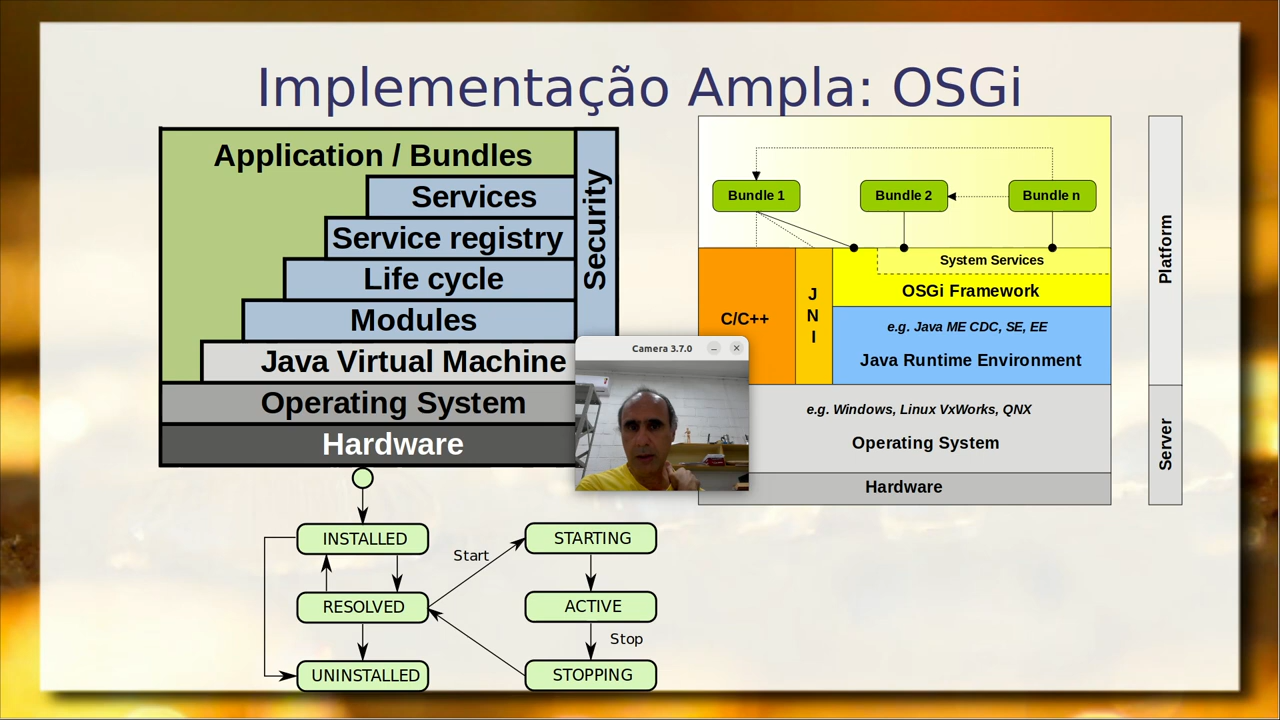 Implementação Ampla: OSGi
Application / Bundles
Services
Service registry
Life cycle
Modules
Java Virtual Machine
Operating System
Hardware
Security
Bundle 1
Bundle 2
Bundle n
System Services
OSGi Framework
C/C++
J
N
I
e.g. Java ME CDC, SE, EE
Java Runtime Environment
e.g. Windows, Linux VxWorks, QNX
Operating System
Hardware
Platform
Server
Camera 3.7.0
INSTALLED
RESOLVED
UNINSTALLED
Start
STARTING
ACTIVE
Stop
STOPPING